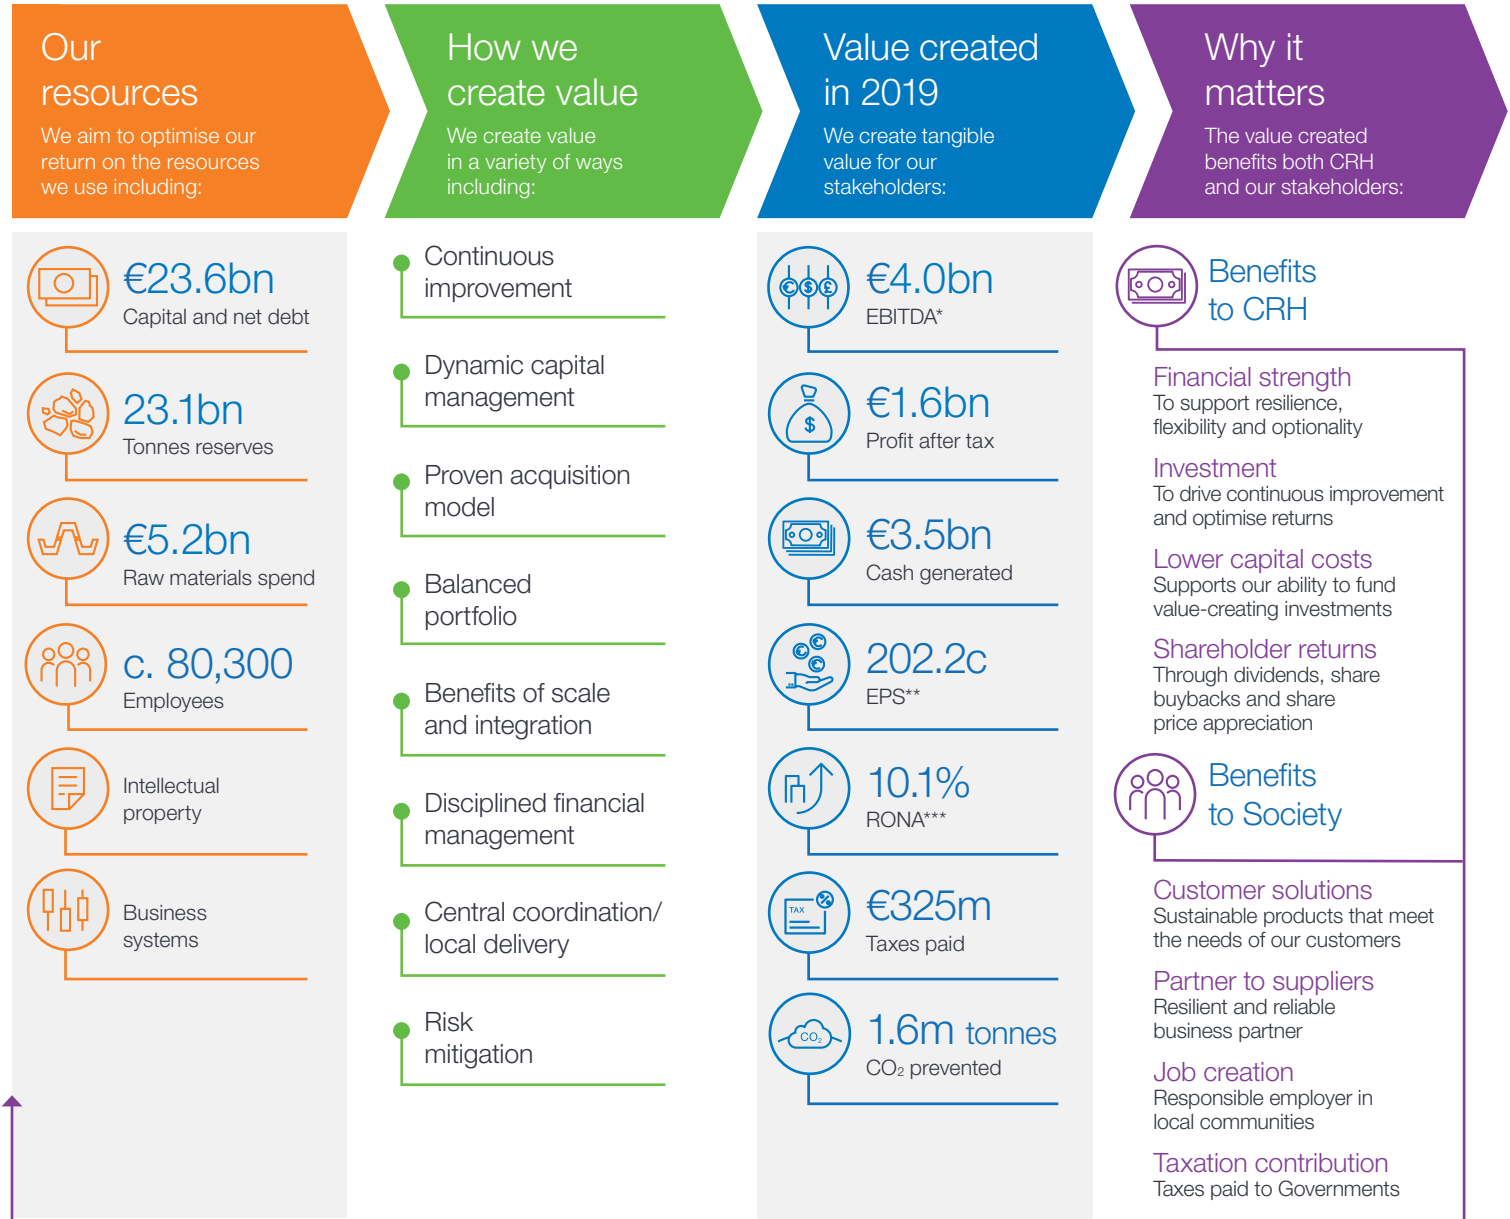 Our
resources
We aim to optimise our
return on the resources
we use including:
€23.6bn
Capital and net debt
23.1bn
Tonnes reserves
€5.2bn
Raw materials spend
c. 80,300
Employees
Intellectual
property
Business
systems
How we
create value
We create value
in a variety of ways
including:
Continuous
improvement
Dynamic capital
management
Proven acquisition
model
Balanced
portfolio
Benefits of scale
and integration
Disciplined financial
management
Central coordination/
local delivery
Risk
mitigation
Value created
in 2019
We create tangible
value for our
stakeholders:
€ $ £
€4.0bn
EBITDA*
$
€1.6bn
Profit after tax
€3.5bn
Cash generated
€
€ €
202.2c
EPS**
10.1%
RONA***
TAX %
€325m
Taxes paid
CO₂
1.6m tonnes
CO₂ prevented
Why it
matters
The value created
benefits both CRH
and our stakeholders:
Benefits
to CRH
Financial strength
To support resilience,
flexibility and optionality
Investment
To drive continuous improvement
and optimise returns
Lower capital costs
Supports our ability to fund
value-creating investments
Shareholder returns
Through dividends, share
buybacks and share
price appreciation
Benefits
to Society
Customer solutions
Sustainable products that meet
the needs of our customers
Partner to suppliers
Resilient and reliable
business partner
Job creation
Responsible employer in
local communities
Taxation contribution
Taxes paid to Governments